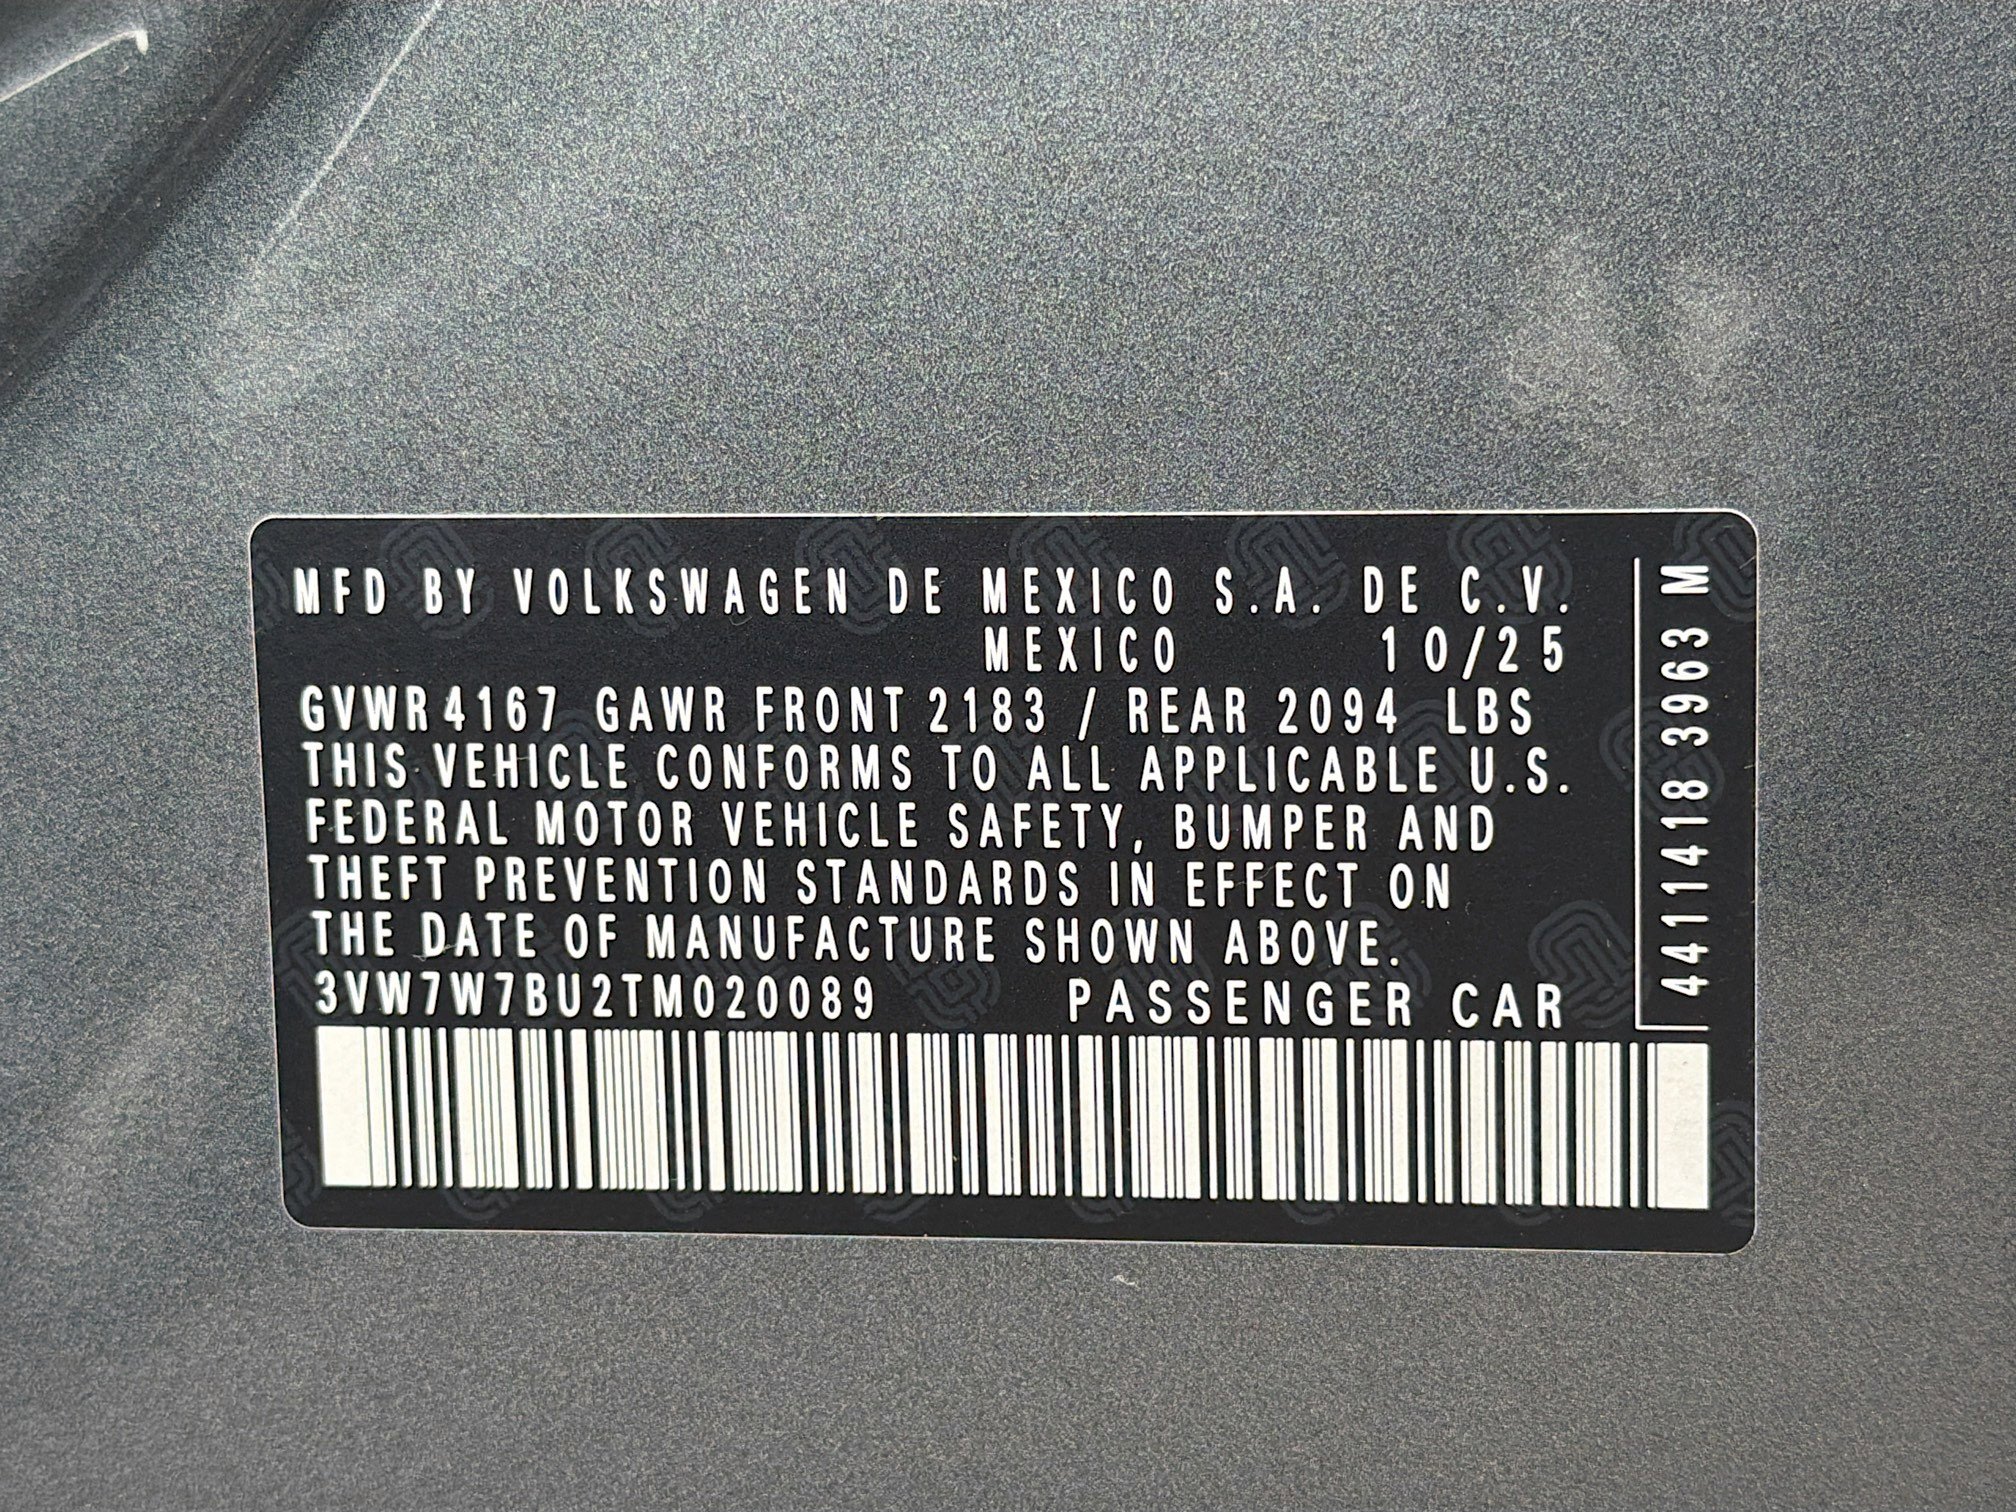 MFD BY VOLKSWAGEN DE MEXICO S.A. DE C.V.
MEXICO 10/25
GVWR 4167 GAWR FRONT 2183 / REAR 2094 LBS
THIS VEHICLE CONFORMS TO ALL APPLICABLE U.S.
FEDERAL MOTOR VEHICLE SAFETY, BUMPER AND
THEFT PREVENTION STANDARDS IN EFFECT ON
THE DATE OF MANUFACTURE SHOWN ABOVE.
3VW7W7BU2TM020089 PASSENGER CAR
4411418 3963 M